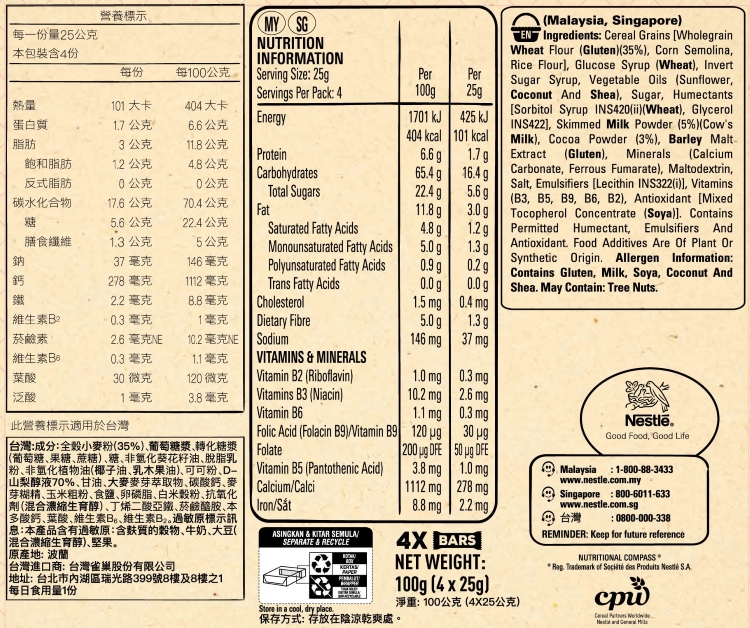 營養標示
每一份量25公克
本包裝含4份
每份 每100公克
熱量 101 大卡 404 大卡
蛋白質 1.7 公克 6.6 公克
脂肪 3 公克 11.8 公克
飽和脂肪 1.2 公克 4.8 公克
反式脂肪 0 公克 0 公克
碳水化合物 17.6 公克 70.4 公克
糖 5.6 公克 22.4 公克
膳食纖維 1.3 公克 5 公克
鈉 37 毫克 146 毫克
鈣 278 毫克 1112 毫克
鐵 2.2 毫克 8.8 毫克
維生素B2 0.3 毫克 1 毫克
菸鹼素 2.6 毫克NE 10.2 毫克NE
維生素B6 0.3 毫克 1.1 毫克
葉酸 30 微克 120 微克
泛酸 1 毫克 3.8 毫克
此營養標示適用於台灣
台灣:成分: 全穀小麥粉(35%)、葡萄糖漿、轉化糖漿
(葡萄糖、果糖、蔗糖)、糖、非氫化葵花籽油、脫脂乳
粉、非氫化植物油(椰子油、乳木果油)、可可粉、D–
山梨醇液70%、甘油、大麥麥芽萃取物、碳酸鈣、麥
芽糊精、玉米粗粉、食鹽、卵磷脂、白米穀粉、抗氧化
劑(混合濃縮生育醇)、丁烯二酸亞鐵、菸鹼醯胺、本
多酸鈣、葉酸、維生素B6、維生素B2。過敏原標示訊
息:本產品含有過敏原:含麩質的穀物、牛奶、大豆(
混合濃縮生育醇)、堅果。
原產地: 波蘭
台灣進口商: 台灣雀巢股份有限公司
地址: 台北市內湖區瑞光路399號8樓及8樓之1
每日食用量1份
MY SG
NUTRITION
INFORMATION
Serving Size: 25g
Servings Per Pack: 4
Per 100g Per 25g
Energy 1701 kJ 425 kJ
404 kcal 101 kcal
Protein 6.6 g 1.7 g
Carbohydrates 65.4 g 16.4 g
Total Sugars 22.4 g 5.6 g
Fat 11.8 g 3.0 g
Saturated Fatty Acids 4.8 g 1.2 g
Monounsaturated Fatty Acids 5.0 g 1.3 g
Polyunsaturated Fatty Acids 0.9 g 0.2 g
Trans Fatty Acids 0.0 g 0.0 g
Cholesterol 1.5 mg 0.4 mg
Dietary Fibre 5.0 g 1.3 g
Sodium 146 mg 37 mg
VITAMINS & MINERALS
Vitamin B2 (Riboflavin) 1.0 mg 0.3 mg
Vitamins B3 (Niacin) 10.2 mg 2.6 mg
Vitamin B6 1.1 mg 0.3 mg
Folic Acid (Folacin B9)/Vitamin B9 120 µg 30 µg
Folate 200 µg DFE 50 µg DFE
Vitamin B5 (Pantothenic Acid) 3.8 mg 1.0 mg
Calcium/Calci 1112 mg 278 mg
Iron/Sắt 8.8 mg 2.2 mg
ASINGKAN & KITAR SEMULA/
SEPARATE & RECYCLE
KOTAK/
BOX
KERTAS/
PAPER
PEMBALUT/
WRAPPER
Store in a cool, dry place.
保存方式: 存放在陰涼乾爽處。
4X BARS
NET WEIGHT:
100g (4 x 25g)
淨重: 100公克 (4X25公克)
EN
(Malaysia, Singapore)
Ingredients: Cereal Grains [Wholegrain
Wheat Flour (Gluten)(35%), Corn Semolina,
Rice Flour], Glucose Syrup (Wheat), Invert
Sugar Syrup, Vegetable Oils (Sunflower,
Coconut And Shea), Sugar, Humectants
[Sorbitol Syrup INS420(ii)(Wheat), Glycerol
INS422], Skimmed Milk Powder (5%)(Cow's
Milk), Cocoa Powder (3%), Barley Malt
Extract (Gluten), Minerals (Calcium
Carbonate, Ferrous Fumarate), Maltodextrin,
Salt, Emulsifiers [Lecithin INS322(i)], Vitamins
(B3, B5, B9, B6, B2), Antioxidant [Mixed
Tocopherol Concentrate (Soya)]. Contains
Permitted Humectant, Emulsifiers And
Antioxidant. Food Additives Are Of Plant Or
Synthetic Origin. Allergen Information:
Contains Gluten, Milk, Soya, Coconut And
Shea. May Contain: Tree Nuts.
Nestlé®
Good Food, Good Life
Malaysia : 1-800-88-3433
www.nestle.com.my
Singapore : 800-6011-633
www.nestle.com.sg
台灣 : 0800-000-338
REMINDER: Keep for future reference
NUTRITIONAL COMPASS ®
® Reg. Trademark of Société des Produits Nestlé S.A.
cpw
Cereal Partners Worldwide
Nestlé and General Mills